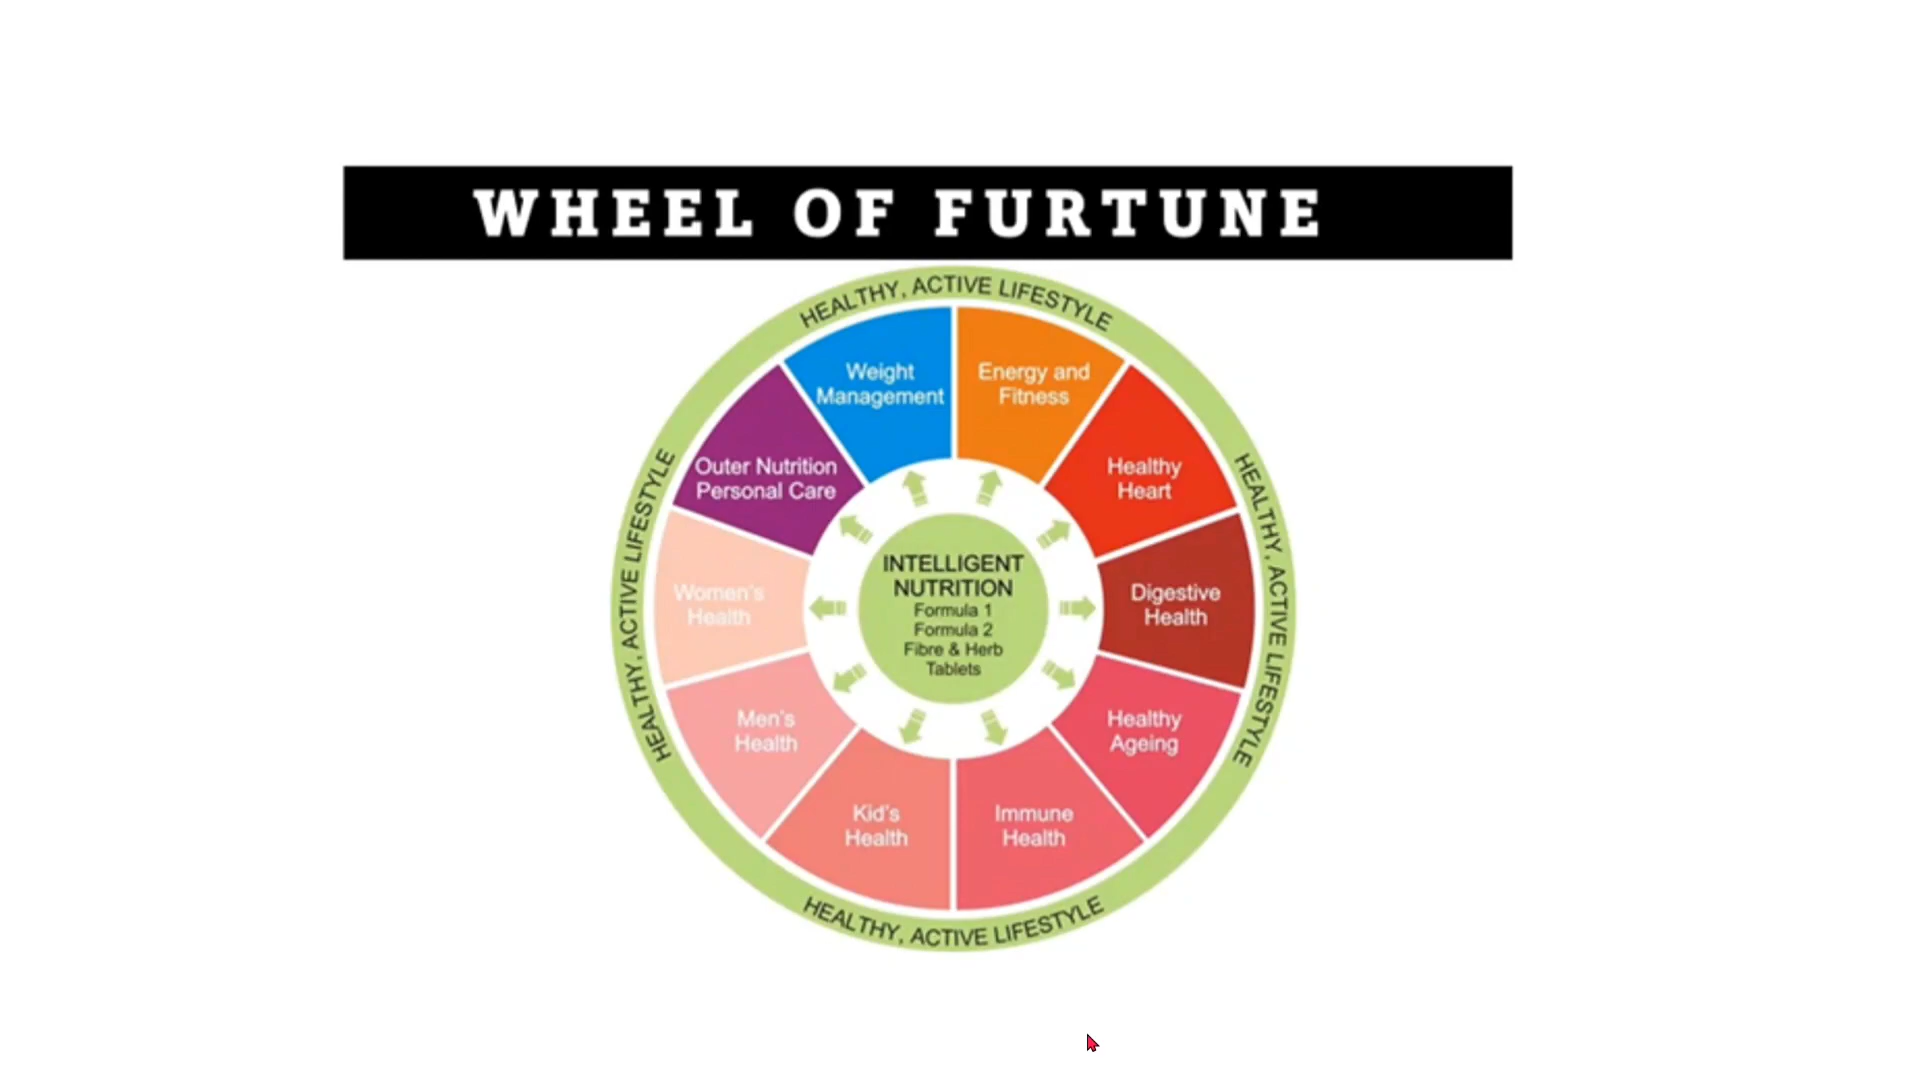 WHEEL OF FURTUNE
HEALTHY, ACTIVE LIFESTYLE
Weight
Management
Energy and
Fitness
Outer Nutrition
Personal Care
Healthy
Heart
HEALTHY, ACTIVE LIFESTYLE
HEALTHY, ACTIVE LIFESTYLE
Women's
Health
INTELLIGENT
NUTRITION
Formula 1
Formula 2
Fibre & Herb
Tablets
Digestive
Health
Men's
Health
Healthy
Ageing
Kid's
Health
Immune
Health
HEALTHY, ACTIVE LIFESTYLE